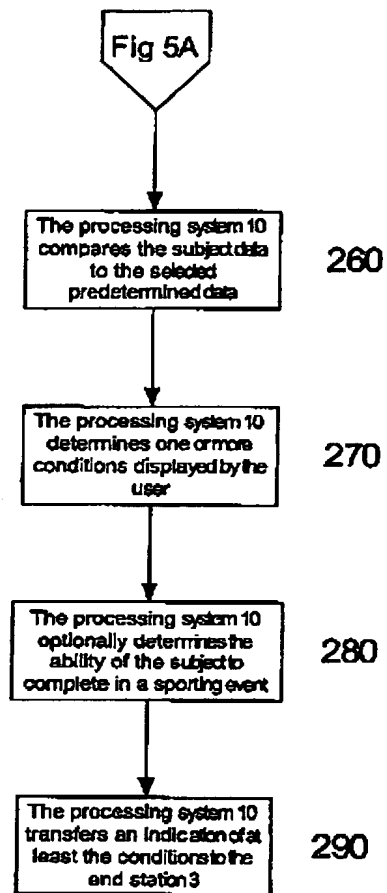 Fig 5A
The processing system 10
compares the subject data
to the selected
predetermined data
260
The processing system 10
determines one or more
conditions displayed by the
user
270
The processing system 10
optionally determines the
ability of the subject to
complete in a sporting event
280
The processing system 10
transfers an indication of at
least the conditions to the
end station 3
290